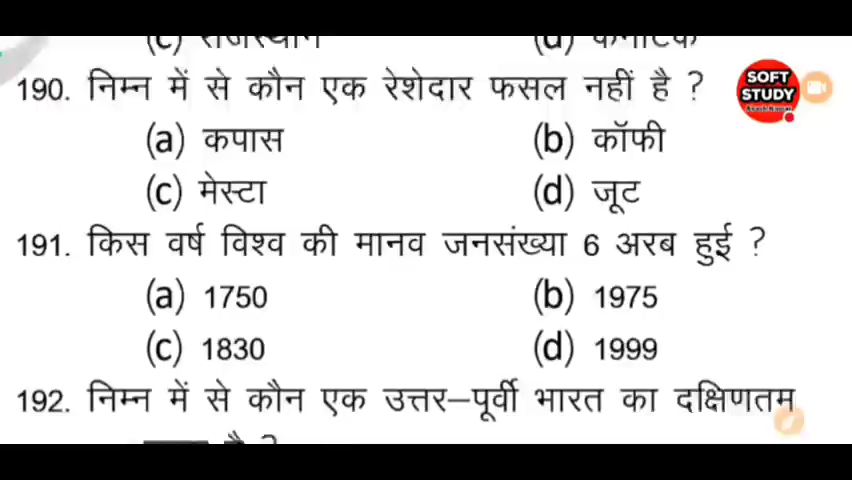 190. निम्न में से कौन एक रेशेदार फसल नहीं है ?
SOFT
STUDY
(a) कपास (b) कॉफी
(c) मेस्टा (d) जूट
191. किस वर्ष विश्व की मानव जनसंख्या 6 अरब हुई ?
(a) 1750 (b) 1975
(c) 1830 (d) 1999
192. निम्न में से कौन एक उत्तर–पूर्वी भारत का दक्षिणतम